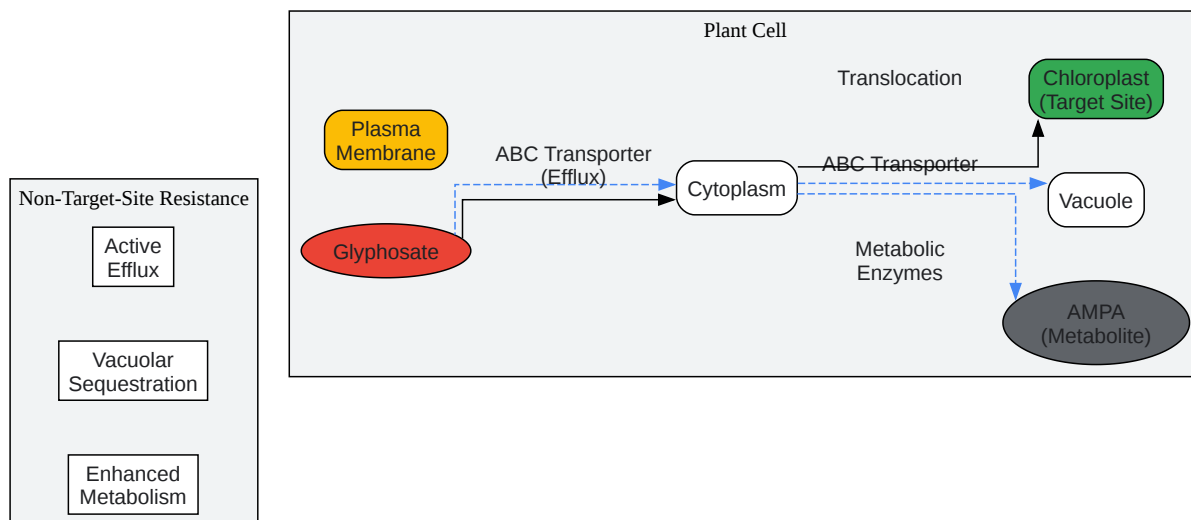 Plant Cell
Translocation
Chloroplast
(Target Site)
Plasma
Membrane
ABC Transporter
(Efflux)
Cytoplasm
ABC Transporter
Vacuole
Glyphosate
Metabolic
Enzymes
AMPA
(Metabolite)
Non-Target-Site Resistance
Active
Efflux
Vacuolar
Sequestration
Enhanced
Metabolism